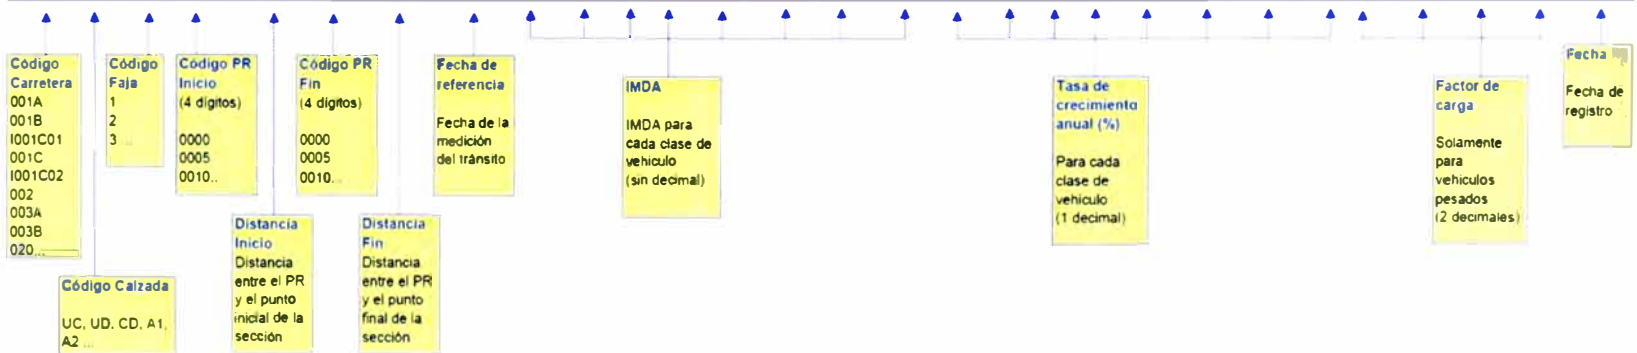 Código
Carretera
001A
001B
I001C01
001C
I001C02
002
003A
003B
020...
Código Calzada
UC, UD, CD, A1,
A2 ...
Código
Faja
1
2
3 ...
Código PR
Inicio
(4 dígitos)
0000
0005
0010..
Distancia
Inicio
Distancia
entre el PR
y el punto
inicial de la
sección
Código PR
Fin
(4 dígitos)
0000
0005
0010...
Distancia
Fin
Distancia
entre el PR
y el punto
final de la
sección
Fecha de
referencia
Fecha de la
medición
del tránsito
IMDA
IMDA para
cada clase de
vehiculo
(sin decimal)
Tasa de
crecimiento
anual (%)
Para cada
clase de
vehiculo
(1 decimal)
Factor de
carga
Solamente
para
vehiculos
pesados
(2 decimales)
Fecha
Fecha de
registro